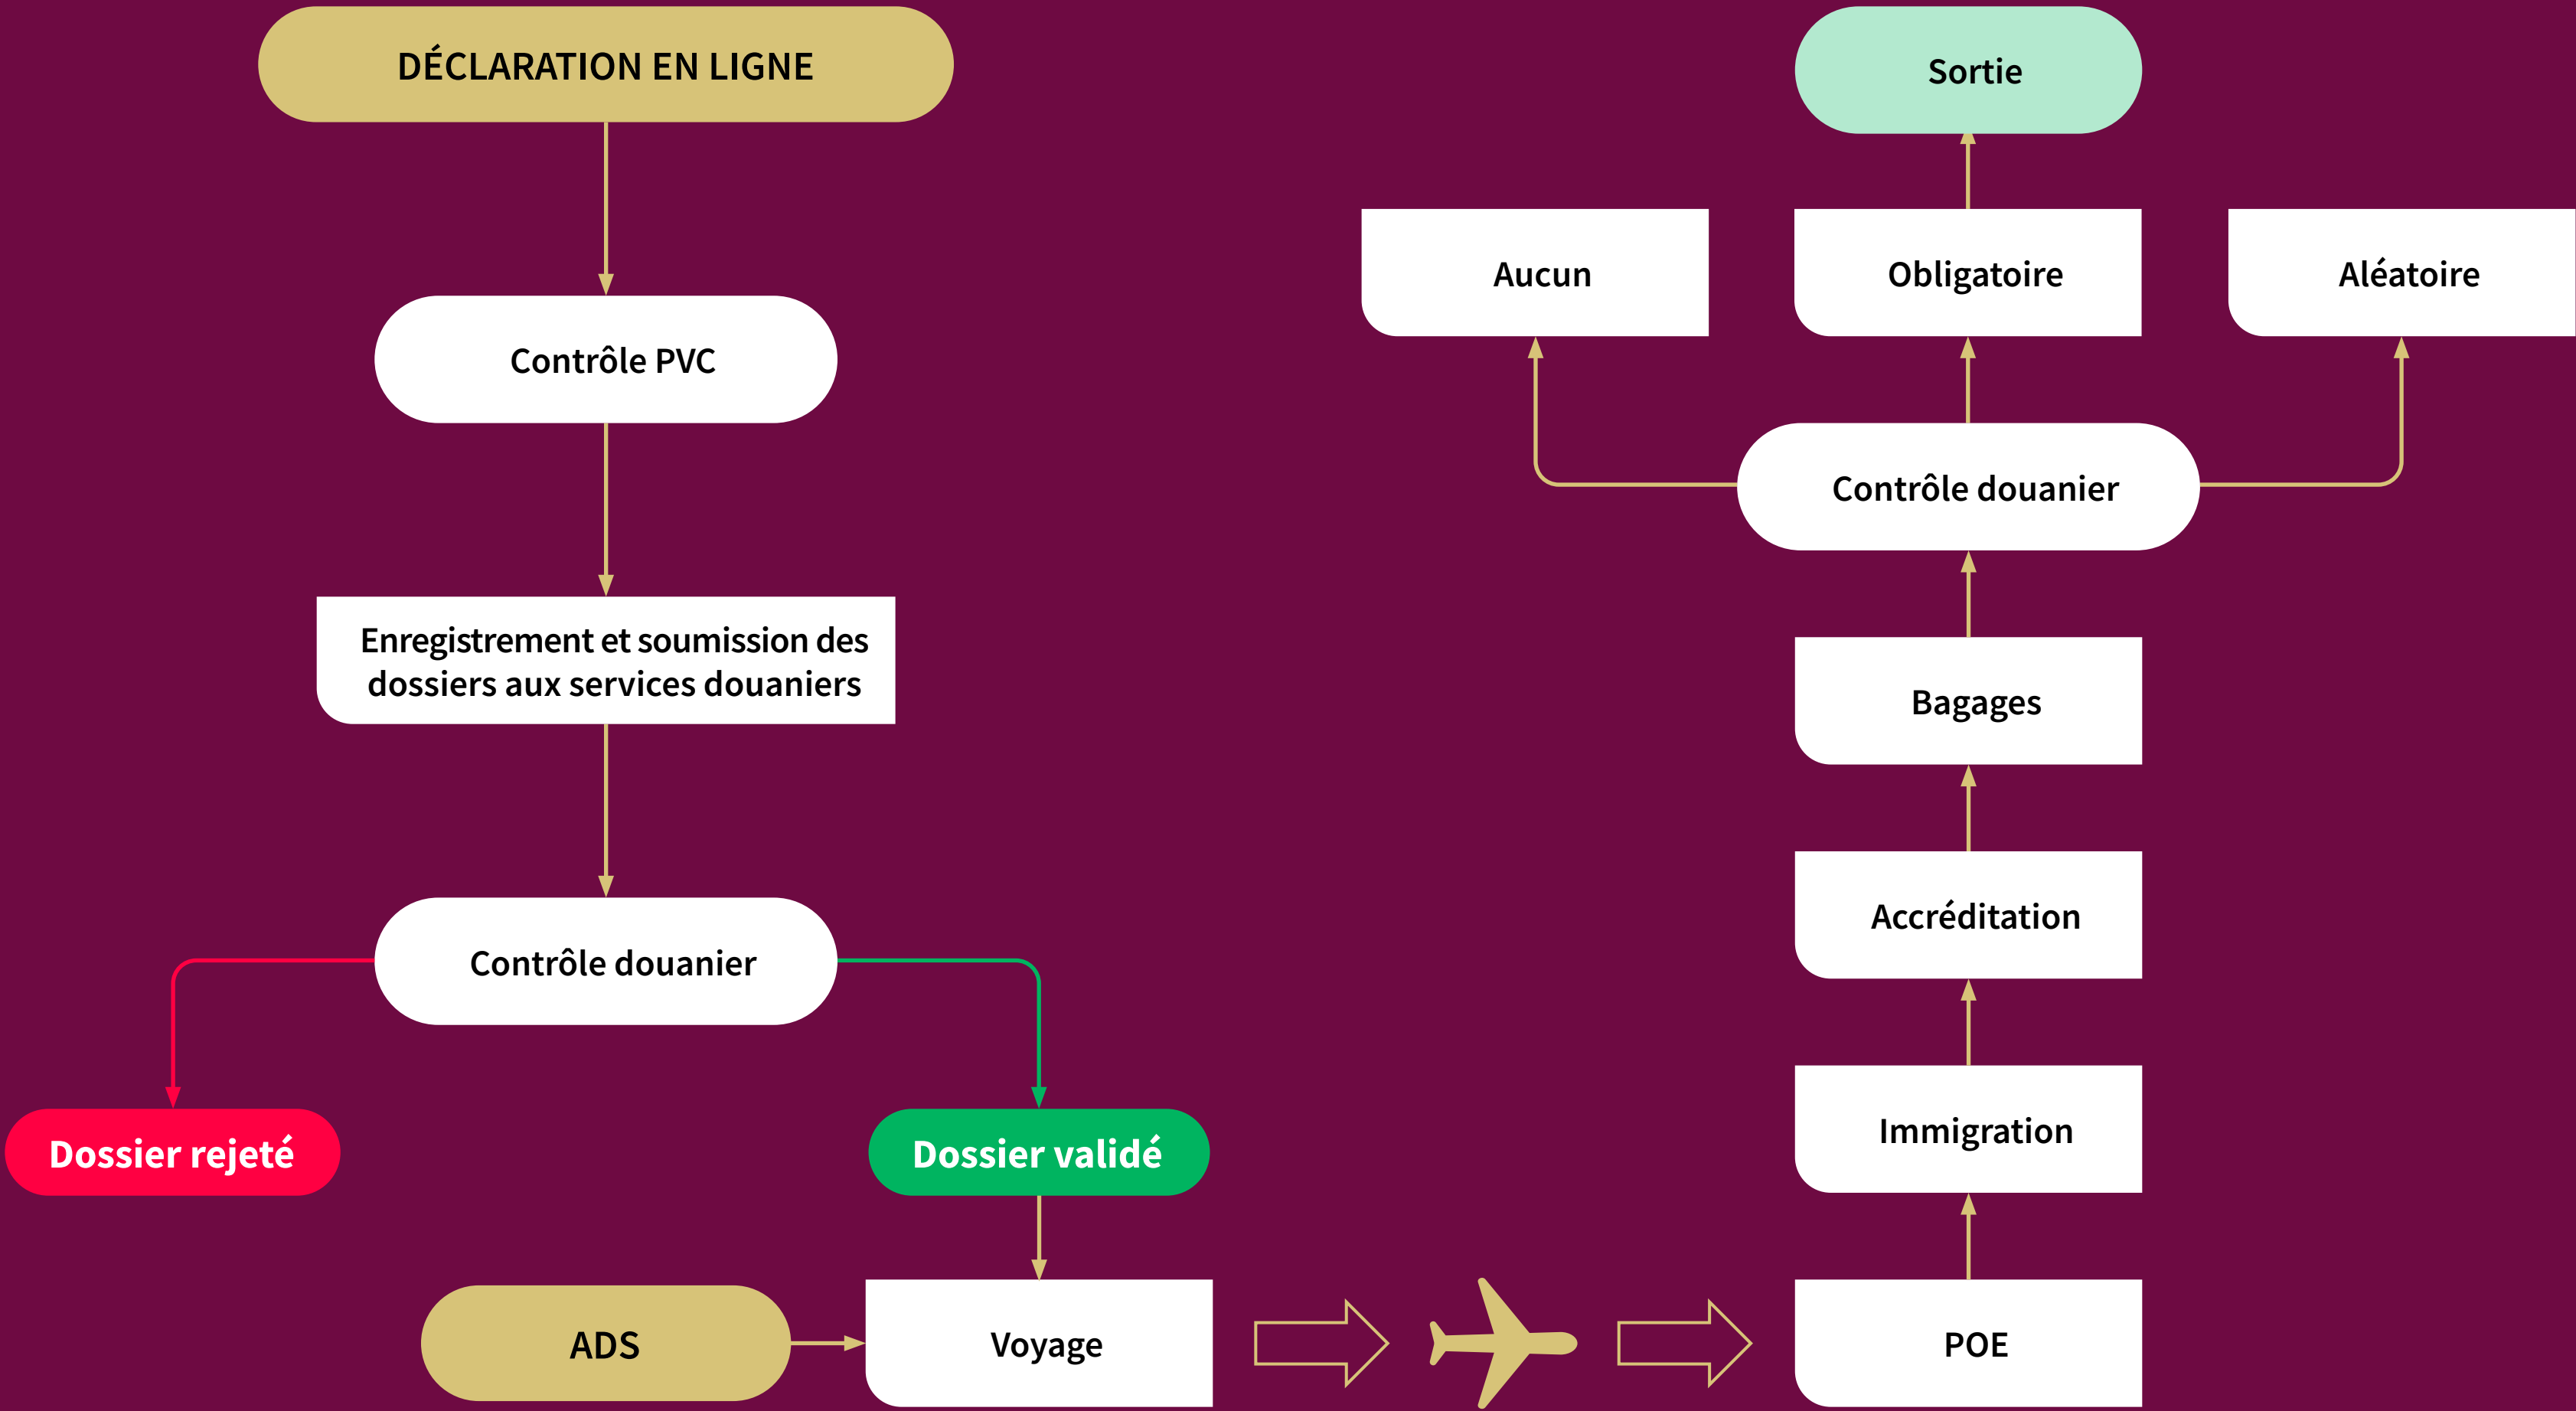 DÉCLARATION EN LIGNE
Contrôle PVC
Enregistrement et soumission des
dossiers aux services douaniers
Contrôle douanier
Dossier rejeté
Dossier validé
ADS
Voyage
POE
Immigration
Accréditation
Bagages
Contrôle douanier
Aucun
Obligatoire
Aléatoire
Sortie